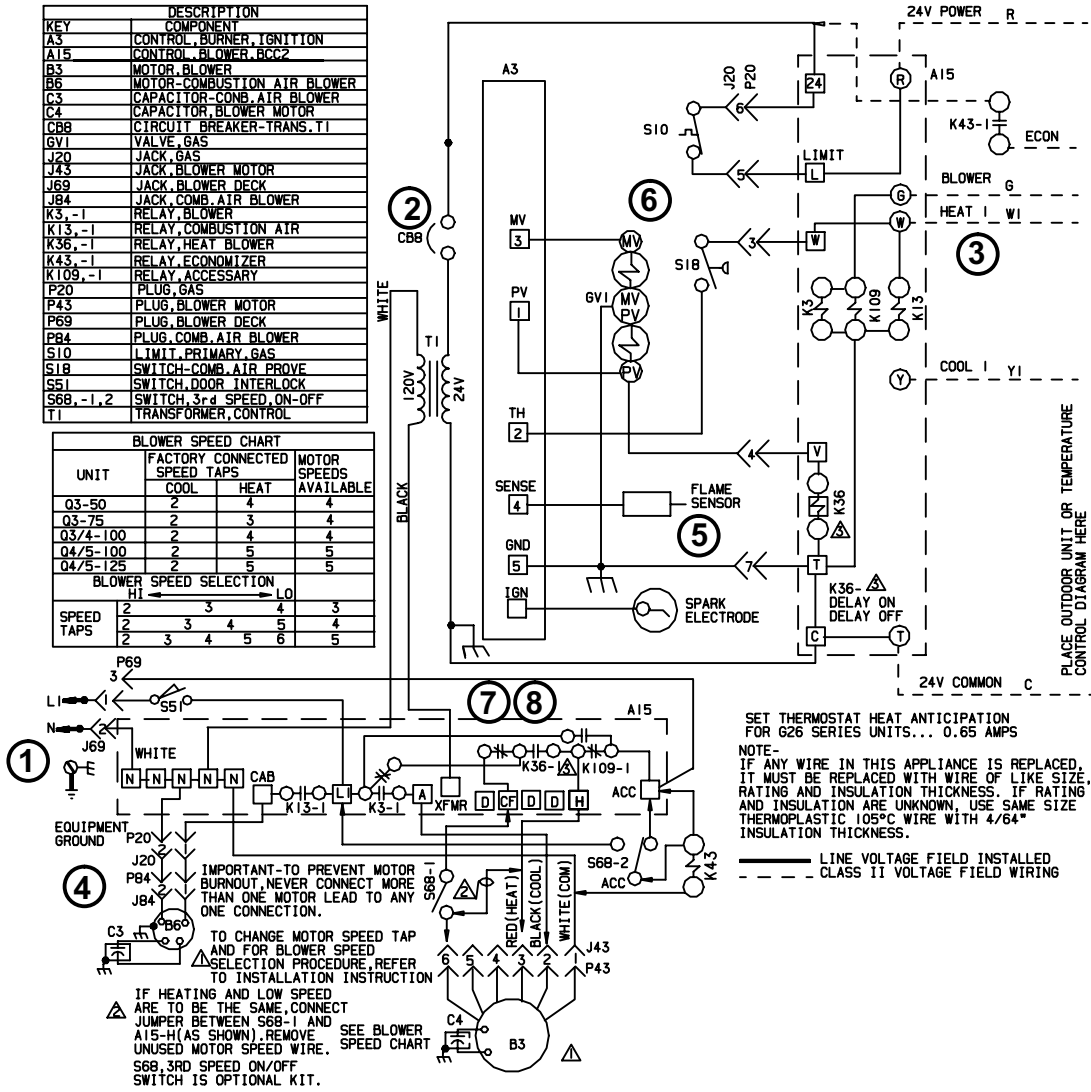 DESCRIPTION
KEY COMPONENT
A3 CONTROL,BURNER,IGNITION
A15 CONTROL,BLOWER,BCC2
B3 MOTOR,BLOWER
B6 MOTOR-COMBUSTION AIR BLOWER
C3 CAPACITOR-CONB.AIR BLOWER
C4 CAPACITOR,BLOWER MOTOR
CB8 CIRCUIT BREAKER-TRANS.T1
GV1 VALVE,GAS
J20 JACK,GAS
J43 JACK,BLOWER MOTOR
J69 JACK,BLOWER DECK
J84 JACK,COMB.AIR BLOWER
K3,-1 RELAY,BLOWER
K13,-1 RELAY,COMBUSTION AIR
K36,-1 RELAY,HEAT BLOWER
K43,-1 RELAY,ECONOMIZER
K109,-1 RELAY,ACCESSARY
P20 PLUG,GAS
P43 PLUG,BLOWER MOTOR
P69 PLUG,BLOWER DECK
P84 PLUG,COMB.AIR BLOWER
S10 LIMIT,PRIMARY,GAS
S18 SWITCH-COMB.AIR PROVE
S51 SWITCH,DOOR INTERLOCK
S68,-1,2 SWITCH,3rd SPEED,ON-OFF
T1 TRANSFORMER,CONTROL
BLOWER SPEED CHART
UNIT
FACTORY CONNECTED
SPEED TAPS
MOTOR
SPEEDS
AVAILABLE
COOL HEAT
Q3-50 2 4 4
Q3-75 2 3 4
Q3/4-100 2 4 4
Q4/5-100 2 5 5
Q4/5-125 2 5 5
BLOWER SPEED SELECTION
HI LO
SPEED
TAPS
2 3 4 3
2 3 4 5 4
2 3 4 5 6 5
24V POWER R
A3
J20
P20
24
R
A15
6
S10
K43-1
ECON
LIMIT
5
L
BLOWER G
G
2
CB8
6
MV
3
MV
HEAT 1 W1
W
3
W
3
S18
GV1
MV
PV
PV
1
PV
K3
K109
K13
WHITE
T1
120V
24V
COOL 1 Y1
Y
TH
2
4
V
BLACK
SENSE
4
FLAME
SENSOR
K36
3
5
GND
5
7
T
K36- 3
DELAY ON
DELAY OFF
IGN
SPARK
ELECTRODE
C
T
24V COMMON C
PLACE OUTDOOR UNIT OR TEMPERATURE
CONTROL DIAGRAM HERE
P69
3
L1
1
S51
7 8
A15
N
2
J69
1
E
WHITE
N N N N N
CAB
K13-1
L1
K3-1
A
XFMR
K36-1
3
K109-1
D CF D D H
ACC
EQUIPMENT
GROUND
P20
2 1
J20
P84
2 1
J84
4
B6
C3
IMPORTANT-TO PREVENT MOTOR
BURNOUT,NEVER CONNECT MORE
THAN ONE MOTOR LEAD TO ANY
ONE CONNECTION.
S68-1
2
RED(HEAT)
BLACK(COOL)
WHITE(COM)
S68-2
ACC
K43
1
TO CHANGE MOTOR SPEED TAP
AND FOR BLOWER SPEED
SELECTION PROCEDURE,REFER
TO INSTALLATION INSTRUCTION
6 5 4 3 2 1
J43
P43
2
IF HEATING AND LOW SPEED
ARE TO BE THE SAME,CONNECT
JUMPER BETWEEN S68-1 AND
A15-H(AS SHOWN).REMOVE
UNUSED MOTOR SPEED WIRE.
SEE BLOWER
SPEED CHART
C4
B3
1
S68,3RD SPEED ON/OFF
SWITCH IS OPTIONAL KIT.
SET THERMOSTAT HEAT ANTICIPATION
FOR G26 SERIES UNITS... 0.65 AMPS
NOTE-
IF ANY WIRE IN THIS APPLIANCE IS REPLACED,
IT MUST BE REPLACED WITH WIRE OF LIKE SIZE,
RATING AND INSULATION THICKNESS. IF RATING
AND INSULATION ARE UNKNOWN, USE SAME SIZE
THERMOPLASTIC 105°C WIRE WITH 4/64"
INSULATION THICKNESS.
LINE VOLTAGE FIELD INSTALLED
CLASS II VOLTAGE FIELD WIRING